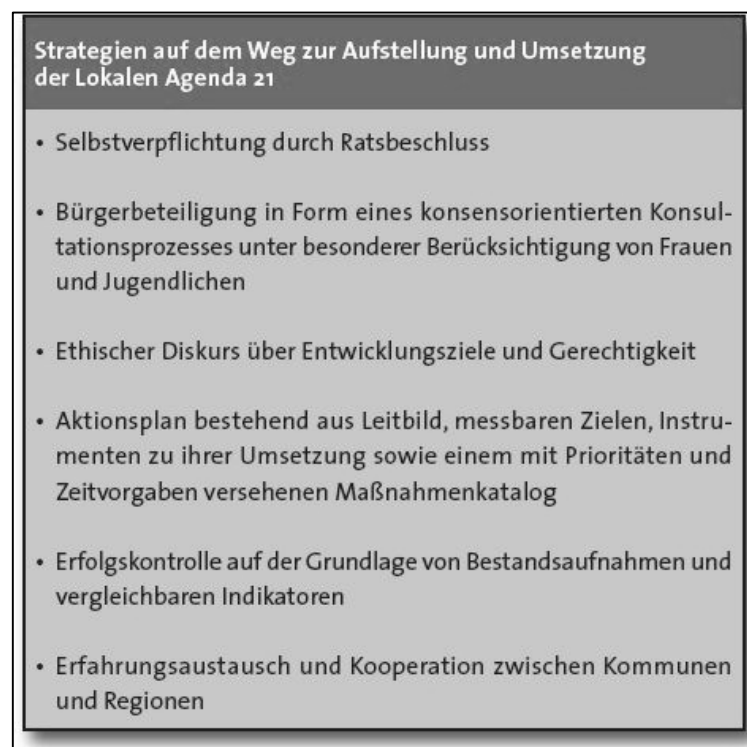 Strategien auf dem Weg zur Aufstellung und Umsetzung
der Lokalen Agenda 21
• Selbstverpflichtung durch Ratsbeschluss
• Bürgerbeteiligung in Form eines konsensorientierten Konsul-
tationsprozesses unter besonderer Berücksichtigung von Frauen
und Jugendlichen
• Ethischer Diskurs über Entwicklungsziele und Gerechtigkeit
• Aktionsplan bestehend aus Leitbild, messbaren Zielen, Instru-
menten zu ihrer Umsetzung sowie einem mit Prioritäten und
Zeitvorgaben versehenen Maßnahmenkatalog
• Erfolgskontrolle auf der Grundlage von Bestandsaufnahmen und
vergleichbaren Indikatoren
• Erfahrungsaustausch und Kooperation zwischen Kommunen
und Regionen